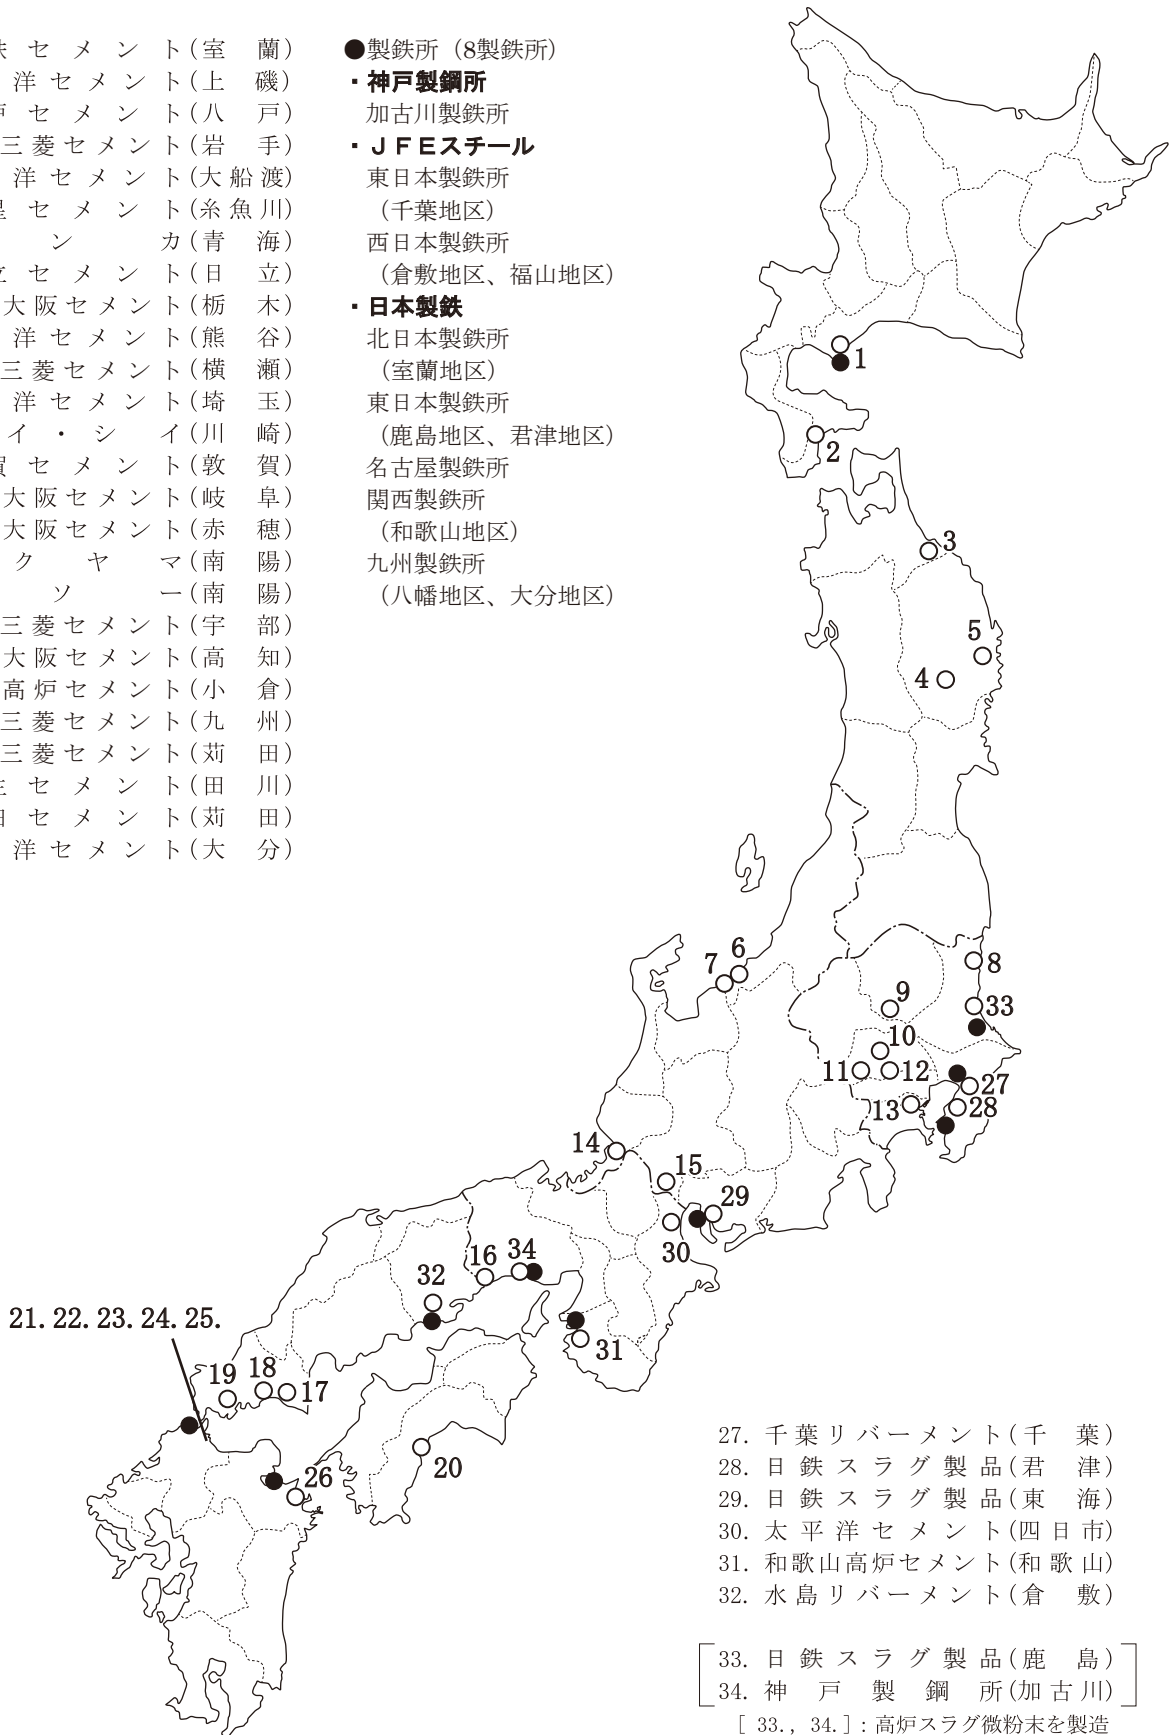 セメント(室蘭)
洋セメント(上磯)
セメント(八戸)
三菱セメント(岩手)
洋セメント(大船渡)
セメント(糸魚川)
ンカ(青海)
セメント(日立)
大阪セメント(栃木)
洋セメント(熊谷)
三菱セメント(横瀬)
洋セメント(埼玉)
イ・シイ(川崎)
セメント(敦賀)
大阪セメント(岐阜)
大阪セメント(赤穂)
クヤマ(南陽)
ソー(南陽)
三菱セメント(宇部)
大阪セメント(高知)
高炉セメント(小倉)
三菱セメント(九州)
三菱セメント(苅田)
セメント(田川)
セメント(苅田)
洋セメント(大分)
●製鉄所（8製鉄所）
・神戸製鋼所
加古川製鉄所
・ＪＦＥスチール
東日本製鉄所
（千葉地区）
西日本製鉄所
（倉敷地区、福山地区）
・日本製鉄
北日本製鉄所
（室蘭地区）
東日本製鉄所
（鹿島地区、君津地区）
名古屋製鉄所
関西製鉄所
（和歌山地区）
九州製鉄所
（八幡地区、大分地区）
1
2
3
5
4
6
7
8
9
33
10
11
12
27
13
28
14
15
29
30
16
34
32
31
21. 22. 23. 24. 25.
19
18
17
20
26
27. 千葉リバーメント(千葉)
28. 日鉄スラグ製品(君津)
29. 日鉄スラグ製品(東海)
30. 太平洋セメント(四日市)
31. 和歌山高炉セメント(和歌山)
32. 水島リバーメント(倉敷)
33. 日鉄スラグ製品(鹿島)
34. 神戸製鋼所(加古川)
［33., 34.］: 高炉スラグ微粉末を製造